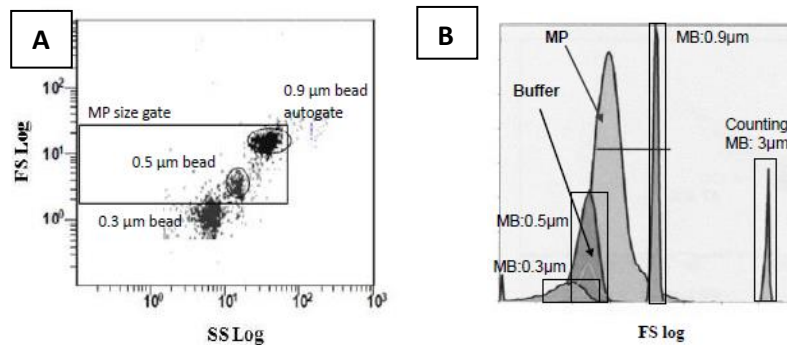 A
0.9 µm bead
autogate
MP size gate
0.5 µm bead
0.3 µm bead
FS Log
10²
10¹
10⁰
10⁰
10¹
10²
10³
SS Log
B
MP
MB:0.9µm
Buffer
Counting
MB: 3µm
MB:0.5µm
MB:0.3µm
FS log